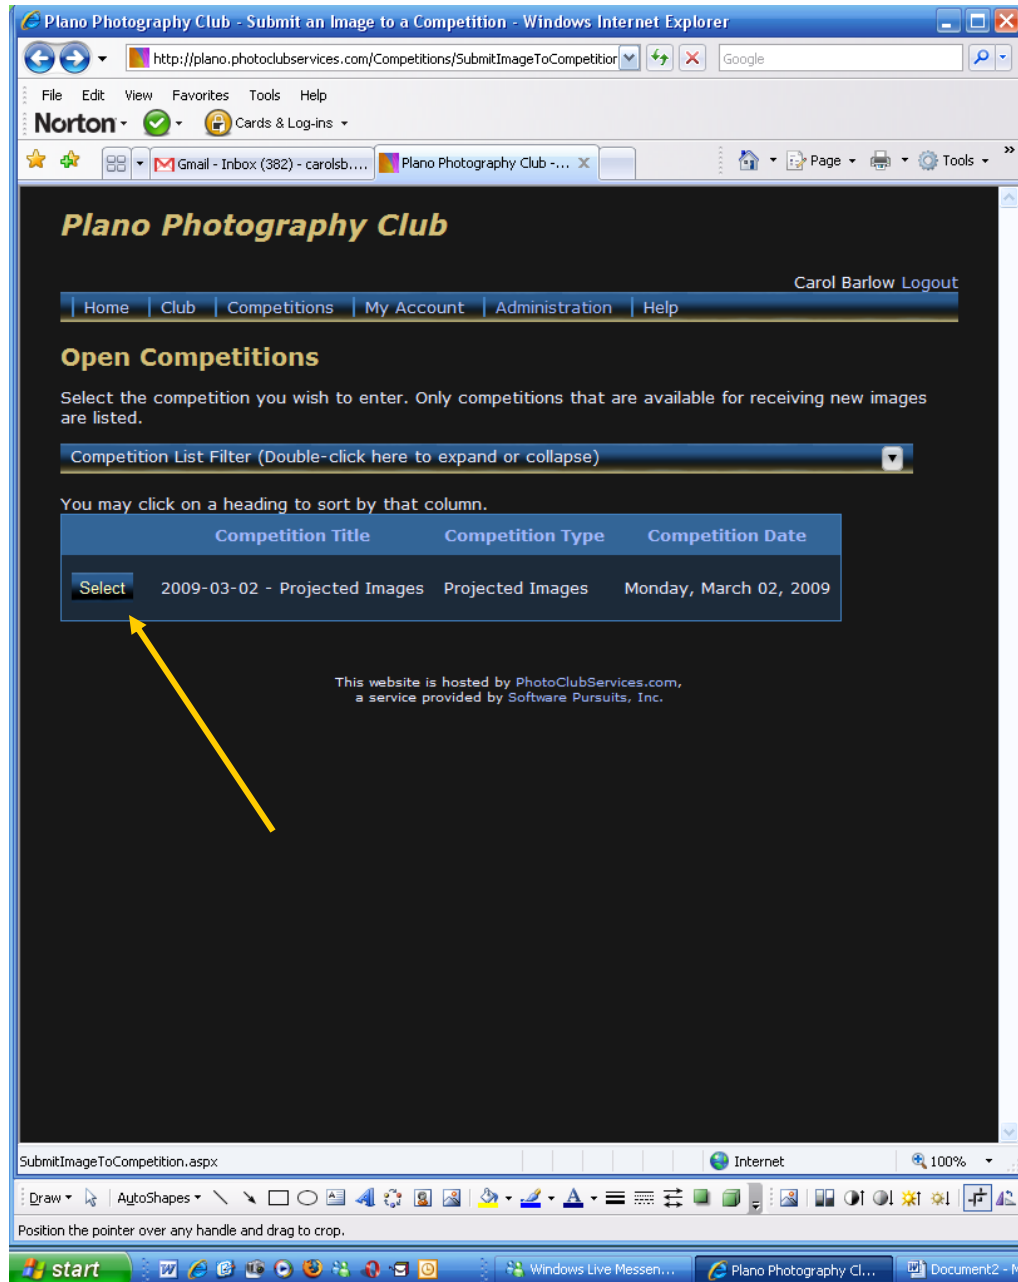 Plano Photography Club - Submit an Image to a Competition - Windows Internet Explorer
http://plano.photoclubservices.com/Competitions/SubmitImageToCompetition
Google
File Edit View Favorites Tools Help
Norton Cards & Log-ins
Gmail - Inbox (382) - carolsb.... Plano Photography Club -... Page Tools »
Plano Photography Club
Carol Barlow Logout
Home Club Competitions My Account Administration Help
Open Competitions
Select the competition you wish to enter. Only competitions that are available for receiving new images
are listed.
Competition List Filter (Double-click here to expand or collapse)
You may click on a heading to sort by that column.
Competition Title Competition Type Competition Date
Select 2009-03-02 - Projected Images Projected Images Monday, March 02, 2009
This website is hosted by PhotoClubServices.com,
a service provided by Software Pursuits, Inc.
SubmitImageToCompetition.aspx Internet 100%
Draw AutoShapes
Position the pointer over any handle and drag to crop.
start Windows Live Messen... Plano Photography Cl... Document2 - M